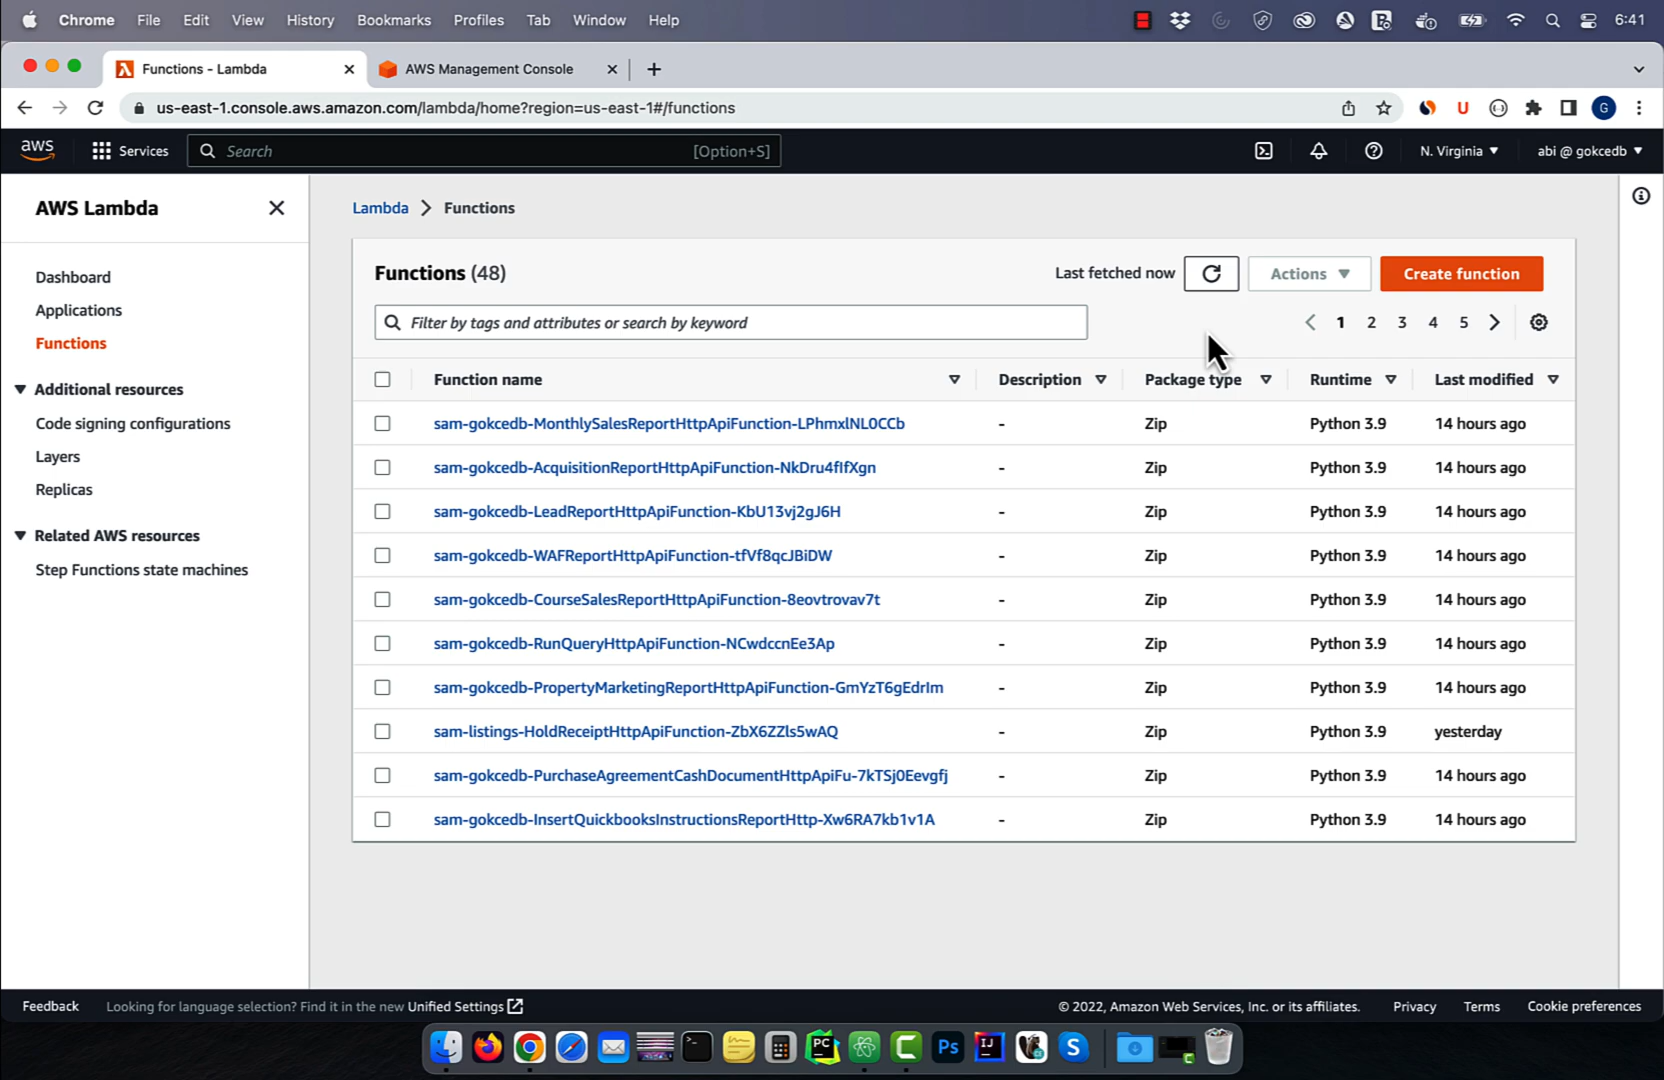 Chrome File Edit View History Bookmarks Profiles Tab Window Help 6:41
Functions - Lambda AWS Management Console
us-east-1.console.aws.amazon.com/lambda/home?region=us-east-1#/functions G
aws Services Search [Option+S] N. Virginia abi @ gokcedb
AWS Lambda
Dashboard
Applications
Functions
Additional resources
Code signing configurations
Layers
Replicas
Related AWS resources
Step Functions state machines
Lambda > Functions
Functions (48) Last fetched now Actions Create function
Filter by tags and attributes or search by keyword 1 2 3 4 5
Function name Description Package type Runtime Last modified
sam-gokcedb-MonthlySalesReportHttpApiFunction-LPhmxlNL0CCb - Zip Python 3.9 14 hours ago
sam-gokcedb-AcquisitionReportHttpApiFunction-NkDru4fIfXgn - Zip Python 3.9 14 hours ago
sam-gokcedb-LeadReportHttpApiFunction-KbU13vj2gJ6H - Zip Python 3.9 14 hours ago
sam-gokcedb-WAFReportHttpApiFunction-tfVf8qcJBiDW - Zip Python 3.9 14 hours ago
sam-gokcedb-CourseSalesReportHttpApiFunction-8eovtrovav7t - Zip Python 3.9 14 hours ago
sam-gokcedb-RunQueryHttpApiFunction-NCwdccnEe3Ap - Zip Python 3.9 14 hours ago
sam-gokcedb-PropertyMarketingReportHttpApiFunction-GmYzT6gEdrIm - Zip Python 3.9 14 hours ago
sam-listings-HoldReceiptHttpApiFunction-ZbX6ZZls5wAQ - Zip Python 3.9 yesterday
sam-gokcedb-PurchaseAgreementCashDocumentHttpApiFu-7kTSj0Eevgfj - Zip Python 3.9 14 hours ago
sam-gokcedb-InsertQuickbooksInstructionsReportHttp-Xw6RA7kb1v1A - Zip Python 3.9 14 hours ago
Feedback Looking for language selection? Find it in the new Unified Settings © 2022, Amazon Web Services, Inc. or its affiliates. Privacy Terms Cookie preferences
PC Ps IJ